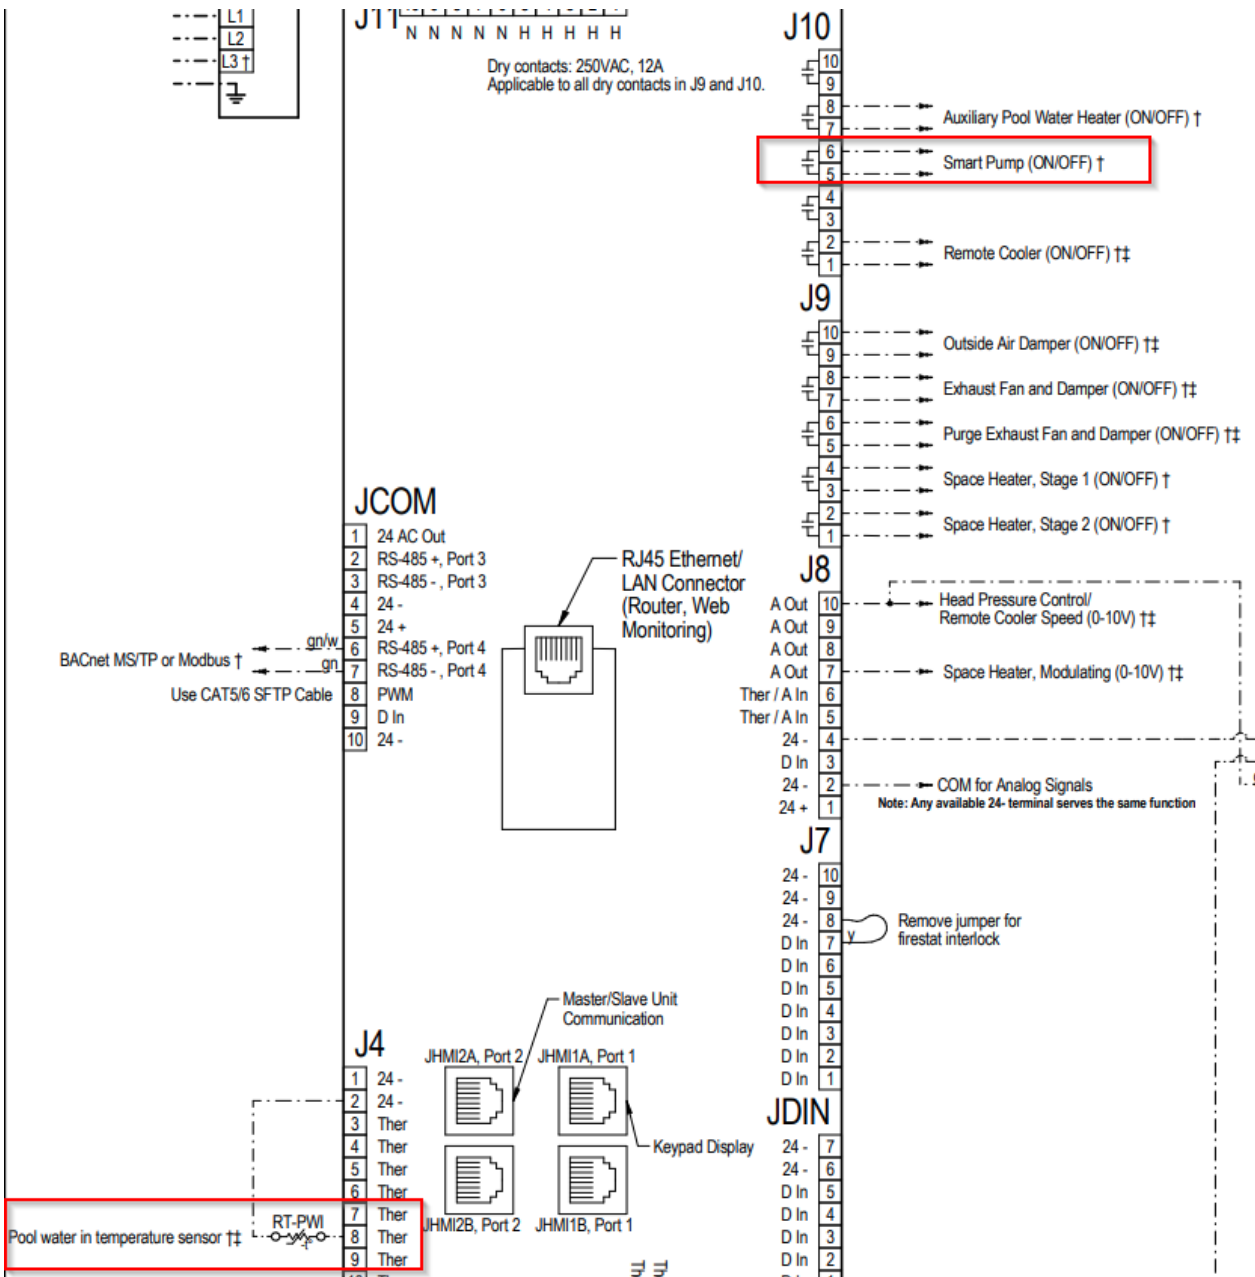 L1
L2
L3 †
J11
N N N N N H H H H H
Dry contacts: 250VAC, 12A
Applicable to all dry contacts in J9 and J10.
J10
10
9
8
7
Auxiliary Pool Water Heater (ON/OFF) †
6
5
Smart Pump (ON/OFF) †
4
3
2
1
Remote Cooler (ON/OFF) †‡
J9
10
9
Outside Air Damper (ON/OFF) †‡
8
7
Exhaust Fan and Damper (ON/OFF) †‡
6
5
Purge Exhaust Fan and Damper (ON/OFF) †‡
4
3
Space Heater, Stage 1 (ON/OFF) †
2
1
Space Heater, Stage 2 (ON/OFF) †
JCOM
1 24 AC Out
2 RS-485 +, Port 3
3 RS-485 - , Port 3
4 24 -
5 24 +
gn/w 6 RS-485 +, Port 4
gn 7 RS-485 - , Port 4
8 PWM
9 D In
10 24 -
BACnet MS/TP or Modbus †
Use CAT5/6 SFTP Cable
RJ45 Ethernet/
LAN Connector
(Router, Web
Monitoring)
J8
A Out 10
Head Pressure Control/
Remote Cooler Speed (0-10V) †‡
A Out 9
A Out 8
A Out 7 Space Heater, Modulating (0-10V) †‡
Ther / A In 6
Ther / A In 5
24 - 4
D In 3
24 - 2 COM for Analog Signals
Note: Any available 24- terminal serves the same function
24 + 1
J7
24 - 10
24 - 9
24 - 8
D In 7
y
Remove jumper for
firestat interlock
D In 6
D In 5
D In 4
D In 3
D In 2
D In 1
Master/Slave Unit
Communication
J4
JHMI2A, Port 2 JHMI1A, Port 1
1 24 -
2 24 -
3 Ther
4 Ther
5 Ther
6 Ther
7 Ther
8 Ther
9 Ther
Keypad Display
JHMI2B, Port 2 JHMI1B, Port 1
RT-PWI
Pool water in temperature sensor †‡
JDIN
24 - 7
24 - 6
D In 5
D In 4
D In 3
D In 2